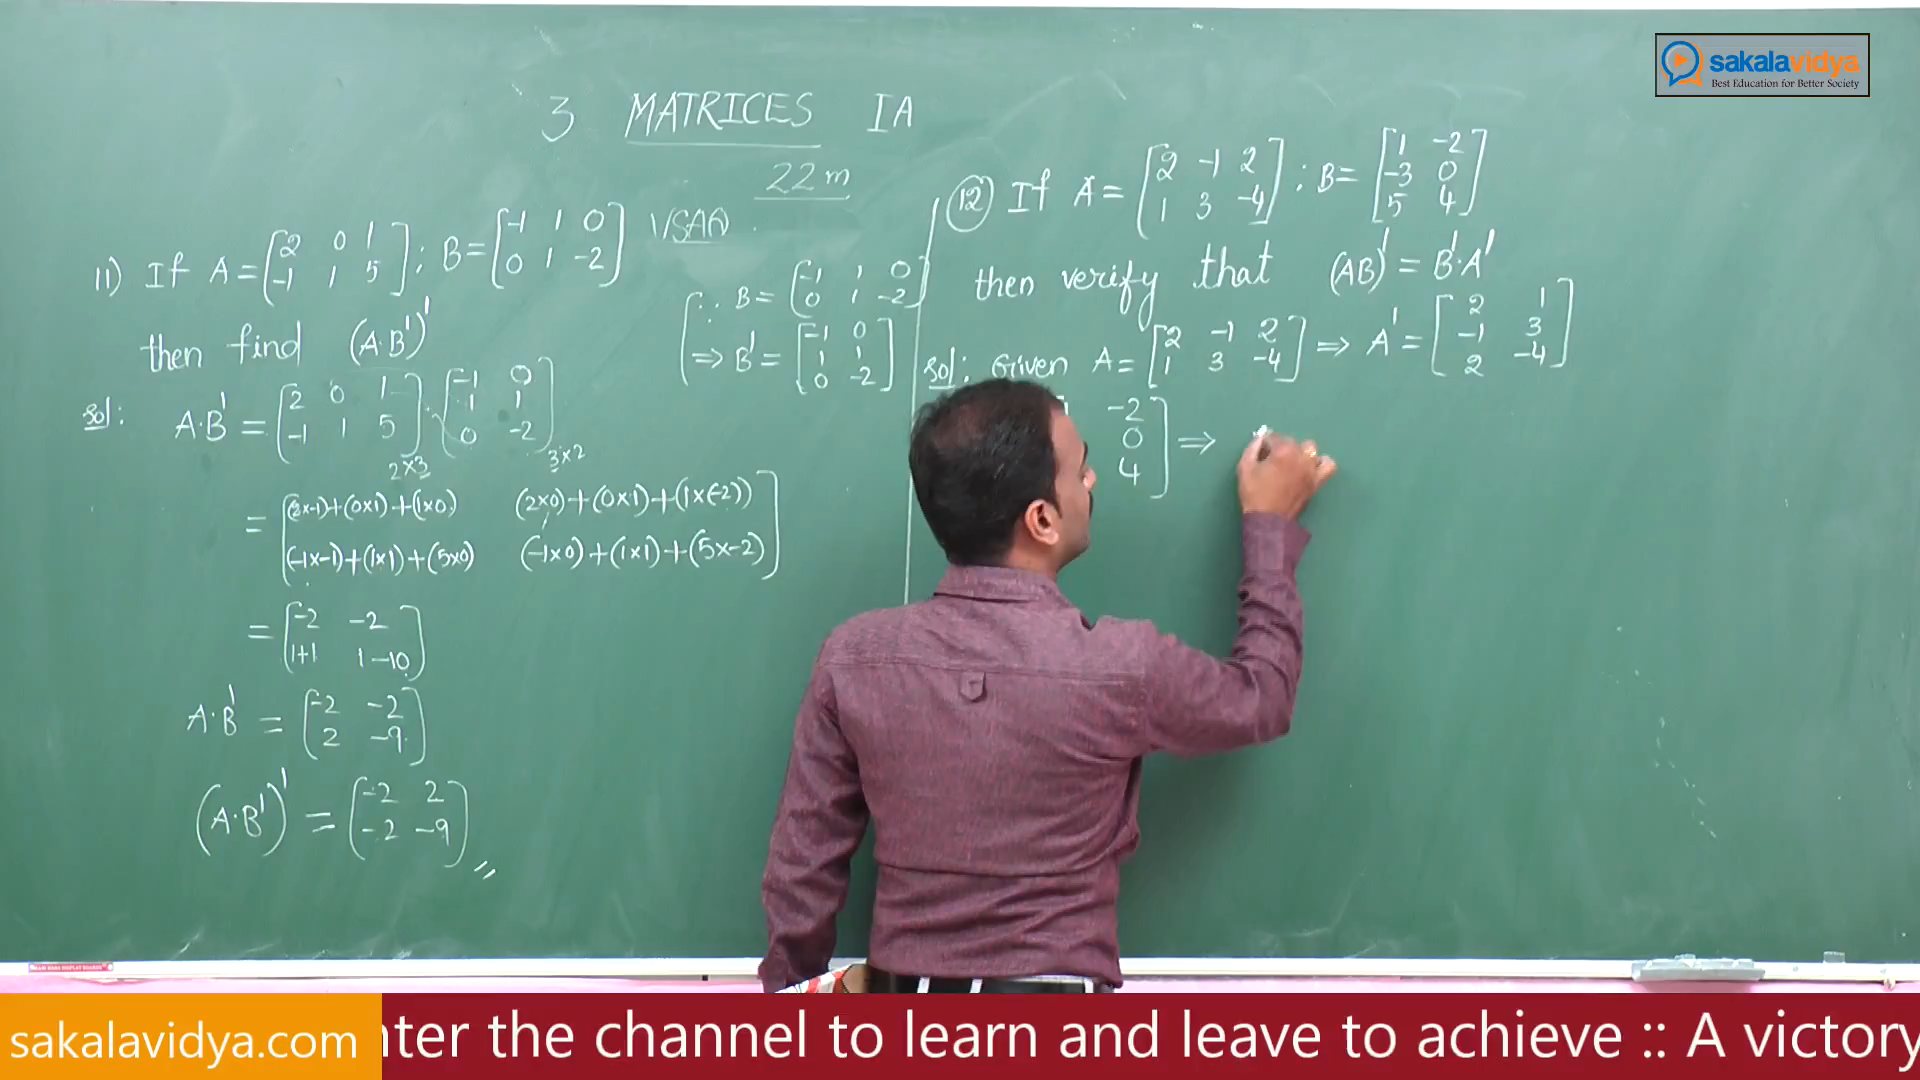 sakalavidya
Best Education for Better Society
3 MATRICES IA
22m
VSAQ
11) If A = [2 0 1; -1 1 5] ; B = [-1 1 0; 0 1 -2]
then find (A·B')'
∵ B = [-1 1 0; 0 1 -2]
⇒ B' = [-1 0; 1 1; 0 -2]
sol: A·B' = [2 0 1; -1 1 5] 2×3 · [-1 0; 1 1; 0 -2] 3×2
= [(2×-1)+(0×1)+(1×0) (2×0)+(0×1)+(1×(-2))
(-1×-1)+(1×1)+(5×0) (-1×0)+(1×1)+(5×-2)]
= [-2 -2; 1+1 1-10]
A·B' = [-2 -2; 2 -9]
(A·B')' = [-2 2; -2 -9] //
12 If A = [2 -1 2; 1 3 -4] ; B = [1 -2; -3 0; 5 4]
then verify that (AB)' = B'·A'
sol: Given A = [2 -1 2; 1 3 -4] ⇒ A' = [2 1; -1 3; 2 -4]
-2
0
4] ⇒
sakalavidya.com
the channel to learn and leave to achieve :: A victory